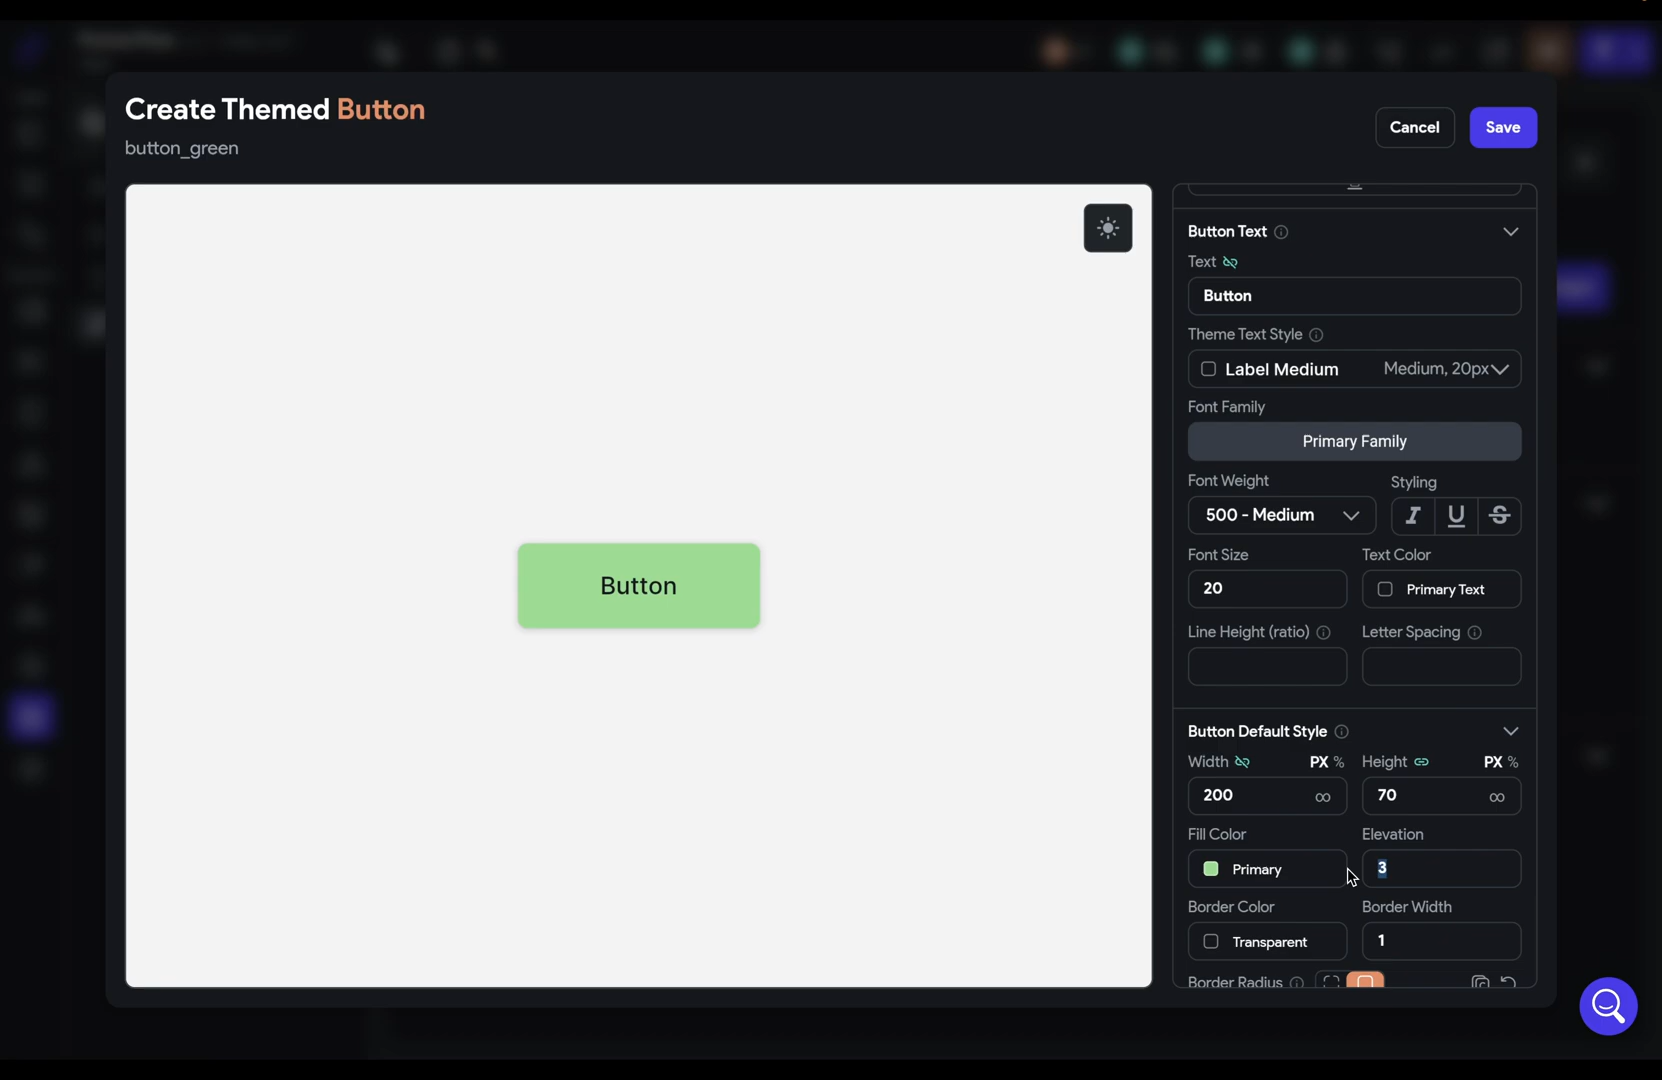 Create Themed Button
Cancel
Save
button_green
Button Text
Text
Button
Theme Text Style
Label Medium
Medium, 20px
Font Family
Primary Family
Font Weight
Styling
500 - Medium
I U S
Font Size
Text Color
20
Primary Text
Button
Line Height (ratio)
Letter Spacing
Button Default Style
Width
PX %
Height
PX %
200
∞
70
∞
Fill Color
Elevation
Primary
3
Border Color
Border Width
Transparent
1
Border Radius